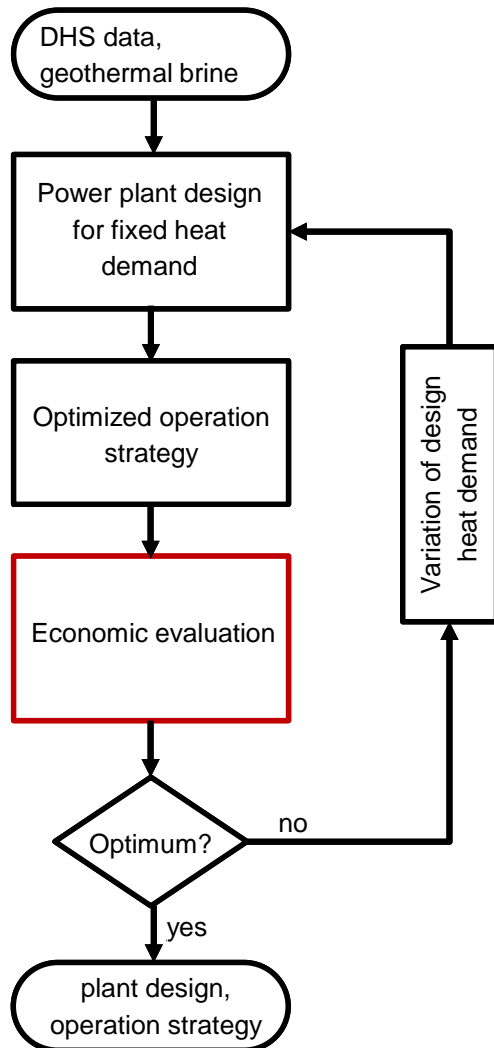 DHS data,
geothermal brine
Power plant design
for fixed heat
demand
Optimized operation
strategy
Variation of design
heat demand
Economic evaluation
Optimum?
no
yes
plant design,
operation strategy